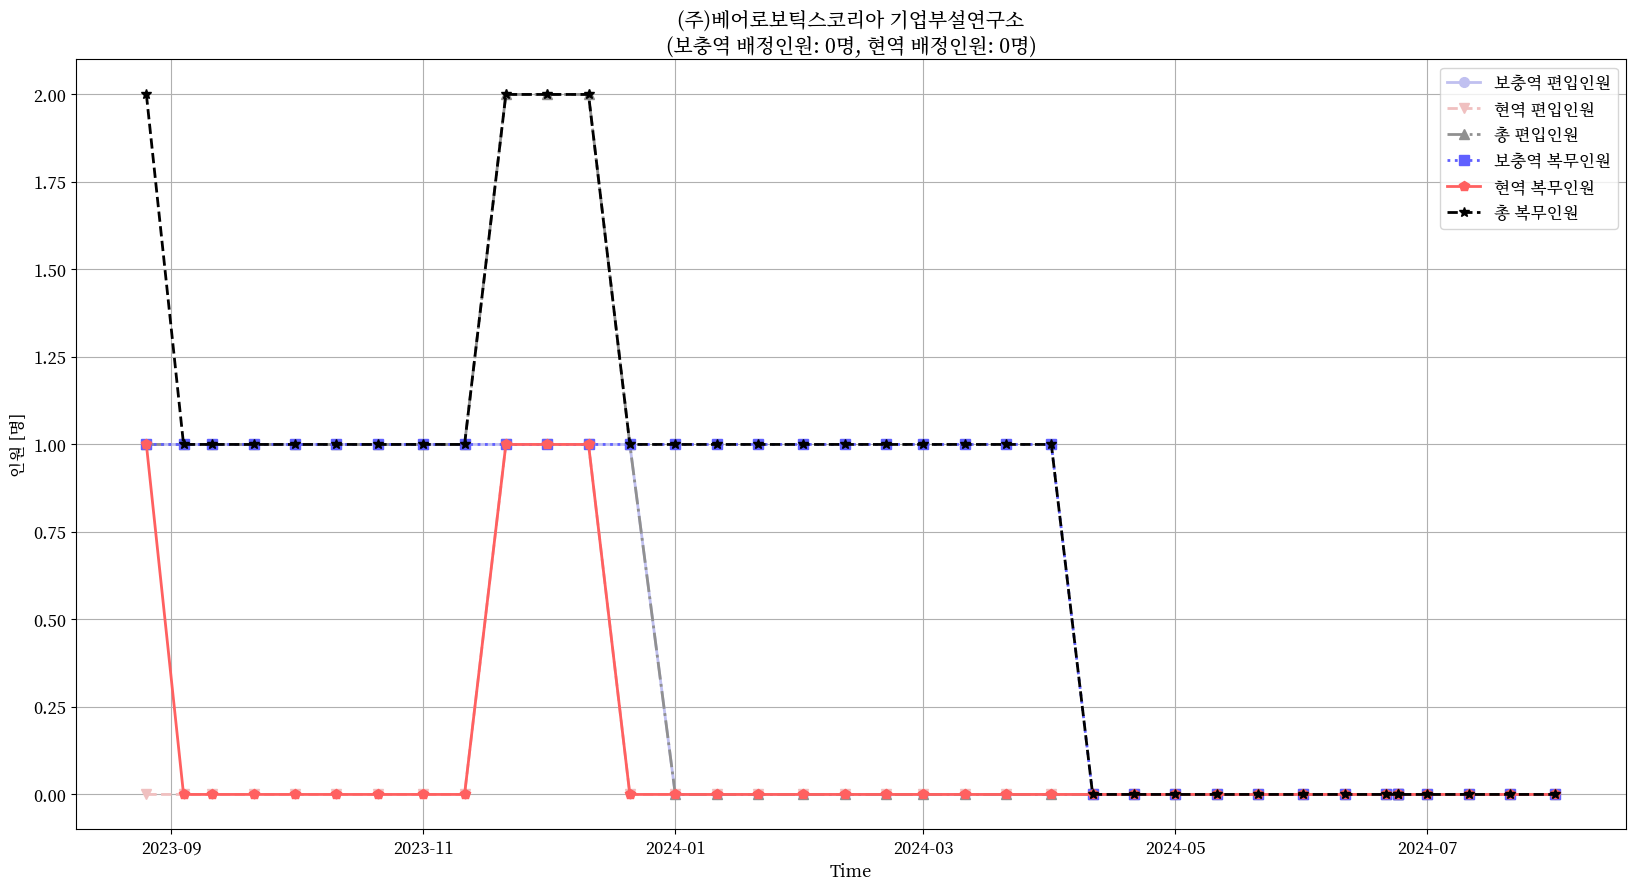 (주)베어로보틱스코리아 기업부설연구소
(보충역 배정인원: 0명, 현역 배정인원: 0명)
보충역 편입인원
현역 편입인원
총 편입인원
보충역 복무인원
현역 복무인원
총 복무인원
인원 [명]
2.00
1.75
1.50
1.25
1.00
0.75
0.50
0.25
0.00
2023-09 2023-11 2024-01 2024-03 2024-05 2024-07
Time